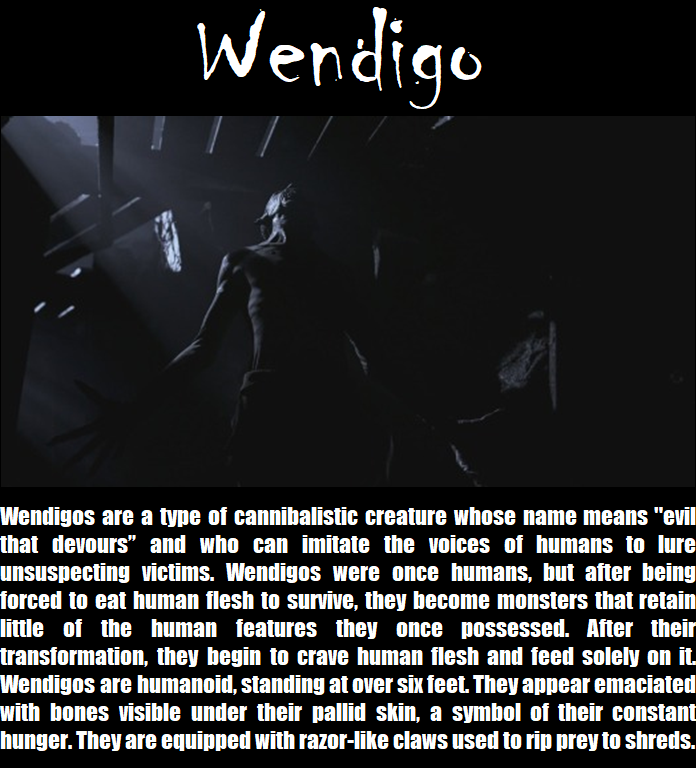 Wendigo
Wendigos are a type of cannibalistic creature whose name means "evil
that devours” and who can imitate the voices of humans to lure
unsuspecting victims. Wendigos were once humans, but after being
forced to eat human flesh to survive, they become monsters that retain
little of the human features they once possessed. After their
transformation, they begin to crave human flesh and feed solely on it.
Wendigos are humanoid, standing at over six feet. They appear emaciated
with bones visible under their pallid skin, a symbol of their constant
hunger. They are equipped with razor-like claws used to rip prey to shreds.